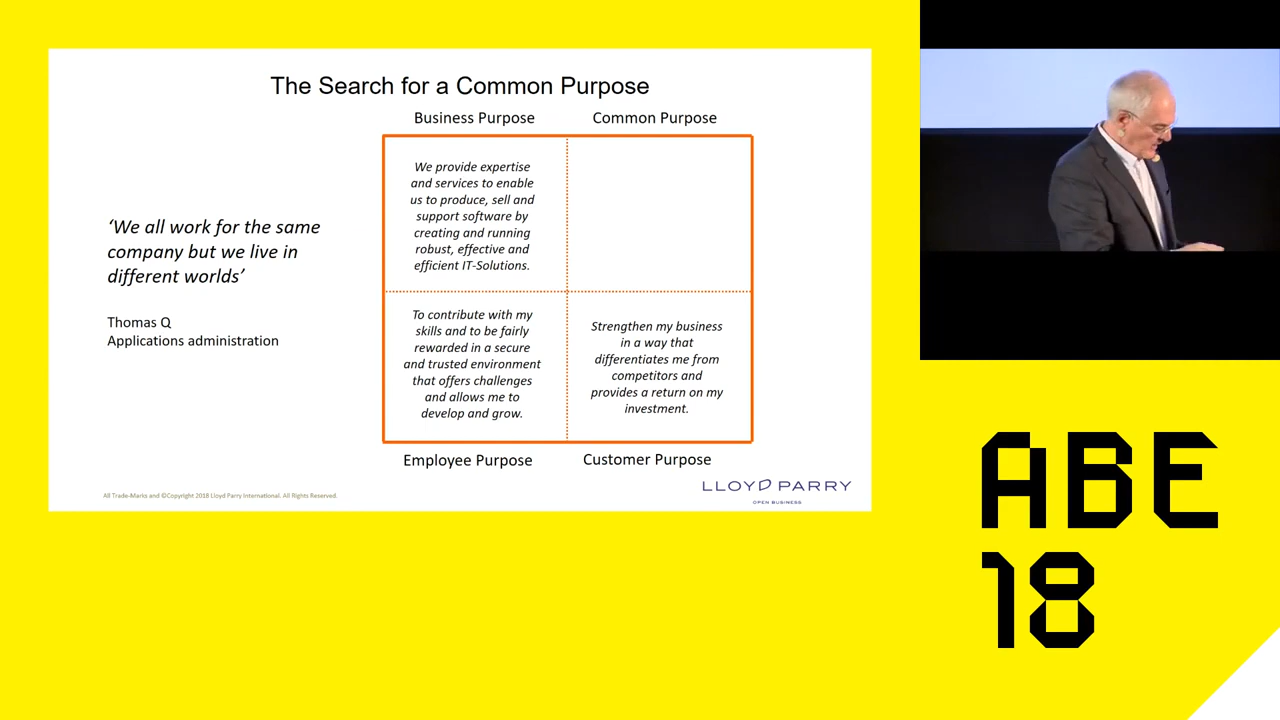 The Search for a Common Purpose
Business Purpose
Common Purpose
We provide expertise
and services to enable
us to produce, sell and
support software by
creating and running
robust, effective and
efficient IT-Solutions.
‘We all work for the same
company but we live in
different worlds’
Thomas Q
Applications administration
To contribute with my
skills and to be fairly
rewarded in a secure
and trusted environment
that offers challenges
and allows me to
develop and grow.
Strengthen my business
in a way that
differentiates me from
competitors and
provides a return on my
investment.
Employee Purpose
Customer Purpose
All Trade-Marks and ©Copyright 2018 Lloyd Parry International. All Rights Reserved.
LLOYD PARRY
OPEN BUSINESS
ABE
18